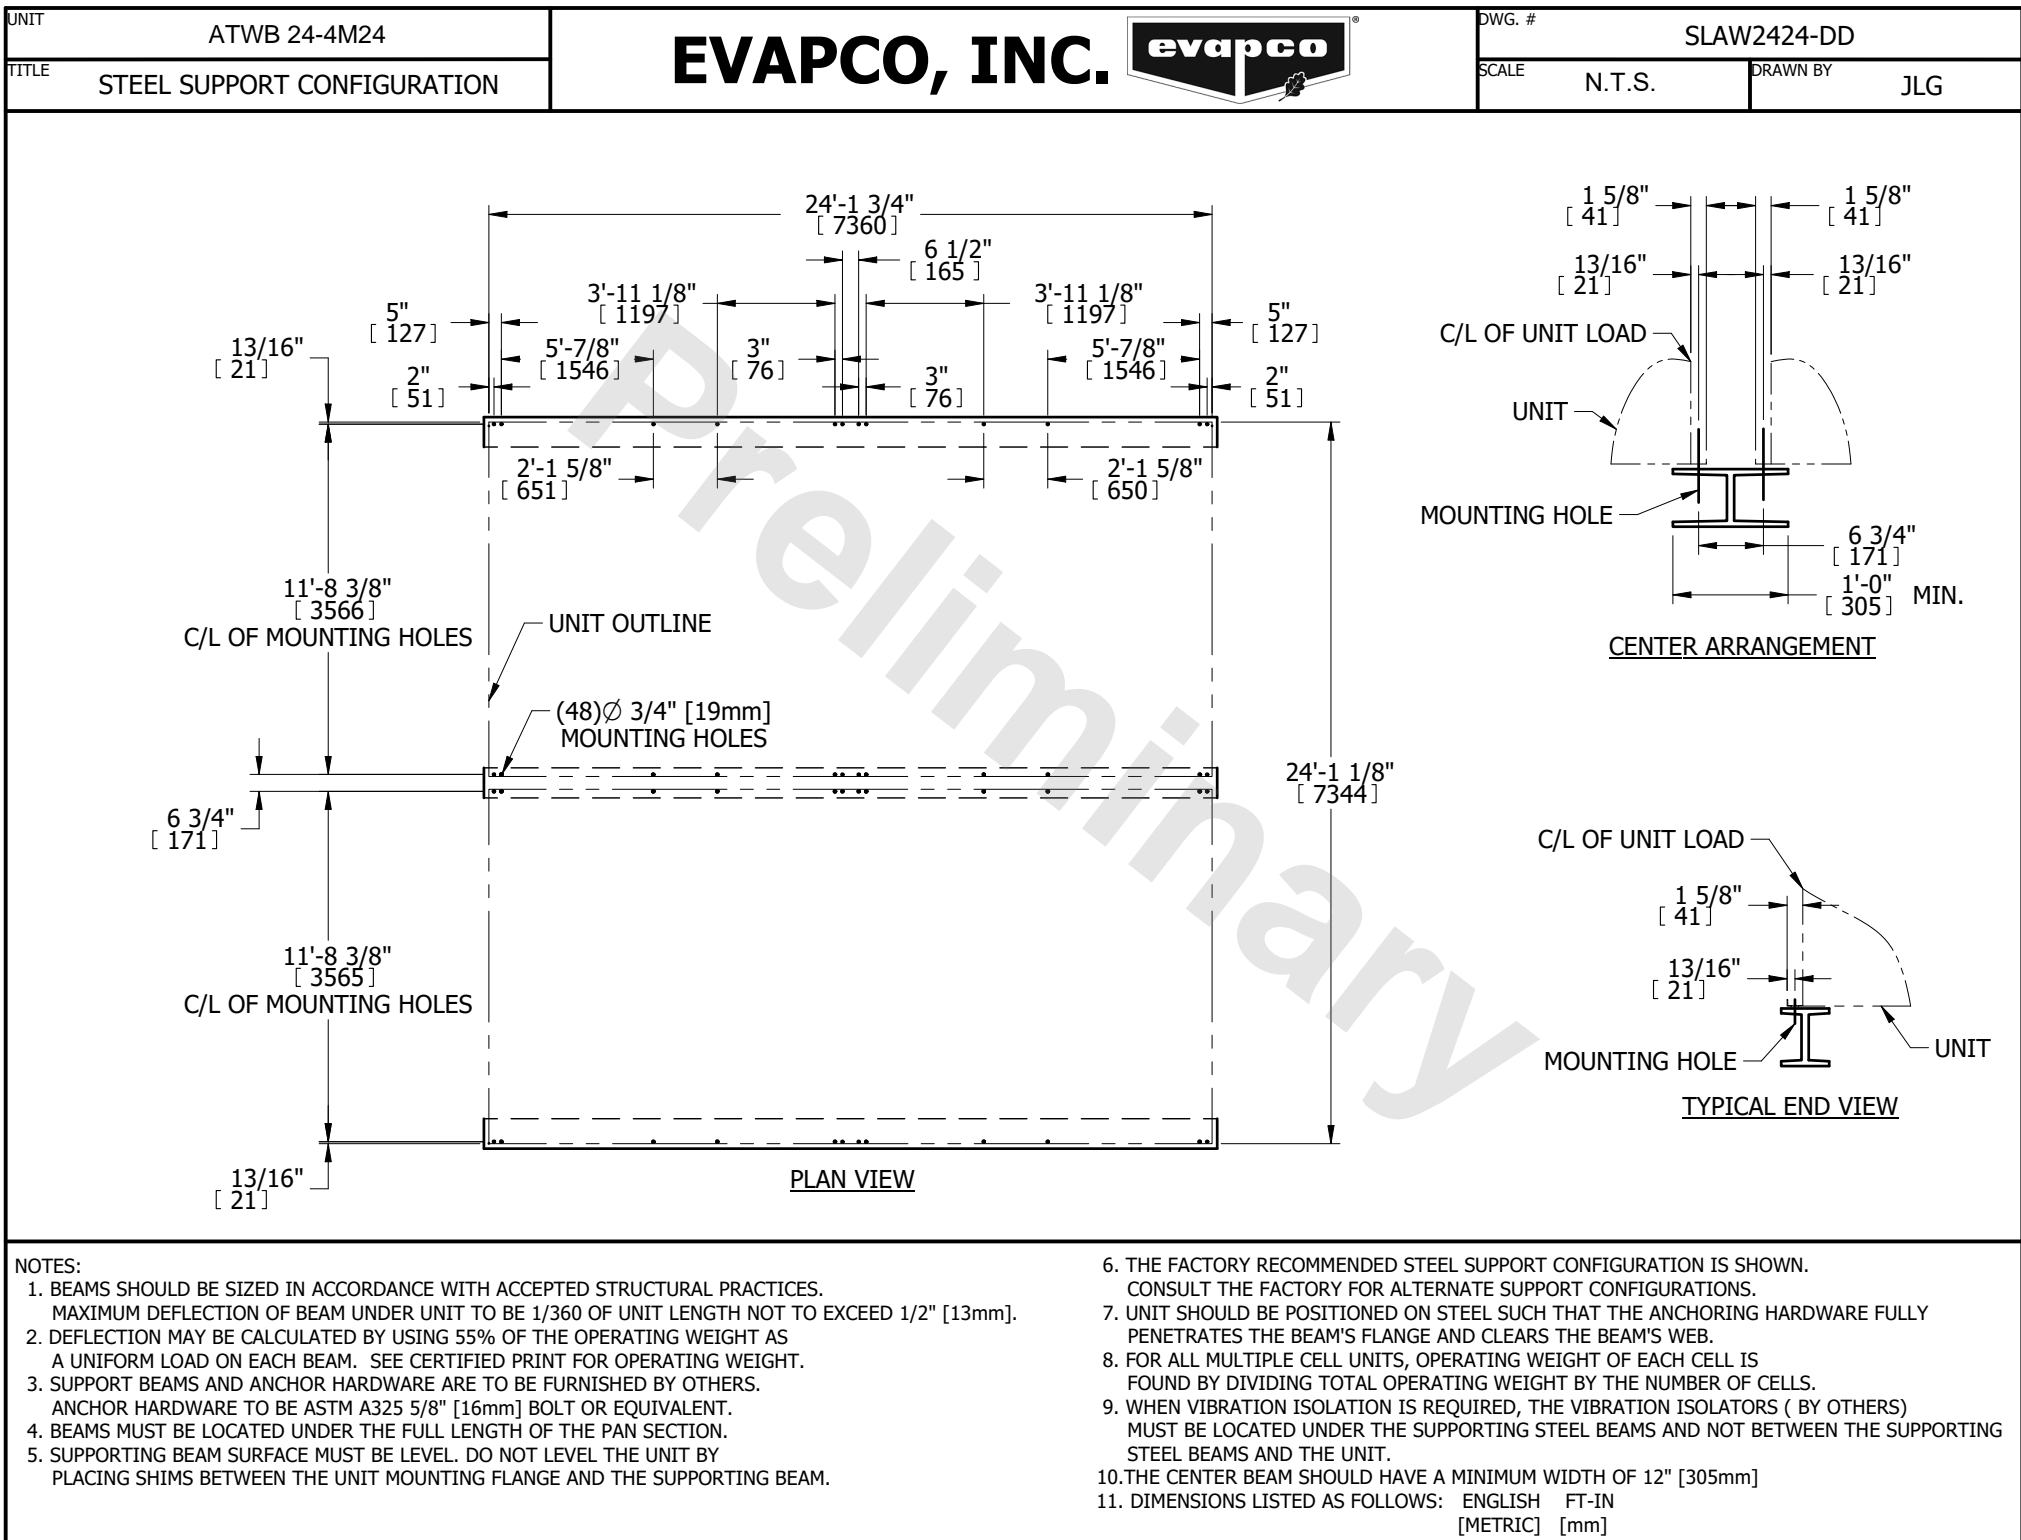 UNIT
ATWB 24-4M24
TITLE
STEEL SUPPORT CONFIGURATION
EVAPCO, INC.
evapco
®
DWG. #
SLAW2424-DD
SCALE
N.T.S.
DRAWN BY
JLG
24'-1 3/4"
[ 7360 ]
6 1/2"
[ 165 ]
3'-11 1/8"
[ 1197 ]
3'-11 1/8"
[ 1197 ]
5"
[ 127 ]
5"
[ 127 ]
13/16"
[ 21 ]
5'-7/8"
[ 1546 ]
3"
[ 76 ]
5'-7/8"
[ 1546 ]
2"
[ 51 ]
3"
[ 76 ]
2"
[ 51 ]
2'-1 5/8"
[ 651 ]
2'-1 5/8"
[ 650 ]
11'-8 3/8"
[ 3566 ]
C/L OF MOUNTING HOLES
UNIT OUTLINE
(48)∅ 3/4" [19mm]
MOUNTING HOLES
6 3/4"
[ 171 ]
24'-1 1/8"
[ 7344 ]
11'-8 3/8"
[ 3565 ]
C/L OF MOUNTING HOLES
13/16"
[ 21 ]
PLAN VIEW
Preliminary
1 5/8"
[ 41 ]
1 5/8"
[ 41 ]
13/16"
[ 21 ]
13/16"
[ 21 ]
C/L OF UNIT LOAD
UNIT
MOUNTING HOLE
6 3/4"
[ 171 ]
1'-0"
[ 305 ] MIN.
CENTER ARRANGEMENT
C/L OF UNIT LOAD
1 5/8"
[ 41 ]
13/16"
[ 21 ]
MOUNTING HOLE
UNIT
TYPICAL END VIEW
NOTES:
1. BEAMS SHOULD BE SIZED IN ACCORDANCE WITH ACCEPTED STRUCTURAL PRACTICES.
MAXIMUM DEFLECTION OF BEAM UNDER UNIT TO BE 1/360 OF UNIT LENGTH NOT TO EXCEED 1/2" [13mm].
2. DEFLECTION MAY BE CALCULATED BY USING 55% OF THE OPERATING WEIGHT AS
A UNIFORM LOAD ON EACH BEAM. SEE CERTIFIED PRINT FOR OPERATING WEIGHT.
3. SUPPORT BEAMS AND ANCHOR HARDWARE ARE TO BE FURNISHED BY OTHERS.
ANCHOR HARDWARE TO BE ASTM A325 5/8" [16mm] BOLT OR EQUIVALENT.
4. BEAMS MUST BE LOCATED UNDER THE FULL LENGTH OF THE PAN SECTION.
5. SUPPORTING BEAM SURFACE MUST BE LEVEL. DO NOT LEVEL THE UNIT BY
PLACING SHIMS BETWEEN THE UNIT MOUNTING FLANGE AND THE SUPPORTING BEAM.
6. THE FACTORY RECOMMENDED STEEL SUPPORT CONFIGURATION IS SHOWN.
CONSULT THE FACTORY FOR ALTERNATE SUPPORT CONFIGURATIONS.
7. UNIT SHOULD BE POSITIONED ON STEEL SUCH THAT THE ANCHORING HARDWARE FULLY
PENETRATES THE BEAM'S FLANGE AND CLEARS THE BEAM'S WEB.
8. FOR ALL MULTIPLE CELL UNITS, OPERATING WEIGHT OF EACH CELL IS
FOUND BY DIVIDING TOTAL OPERATING WEIGHT BY THE NUMBER OF CELLS.
9. WHEN VIBRATION ISOLATION IS REQUIRED, THE VIBRATION ISOLATORS ( BY OTHERS)
MUST BE LOCATED UNDER THE SUPPORTING STEEL BEAMS AND NOT BETWEEN THE SUPPORTING
STEEL BEAMS AND THE UNIT.
10.THE CENTER BEAM SHOULD HAVE A MINIMUM WIDTH OF 12" [305mm]
11. DIMENSIONS LISTED AS FOLLOWS: ENGLISH FT-IN
[METRIC] [mm]